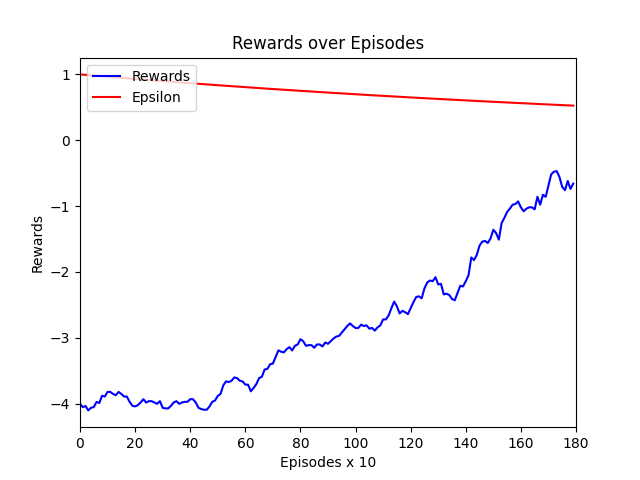 Rewards over Episodes
Rewards
Epsilon
1
0
−1
−2
−3
−4
Rewards
0 20 40 60 80 100 120 140 160 180
Episodes x 10